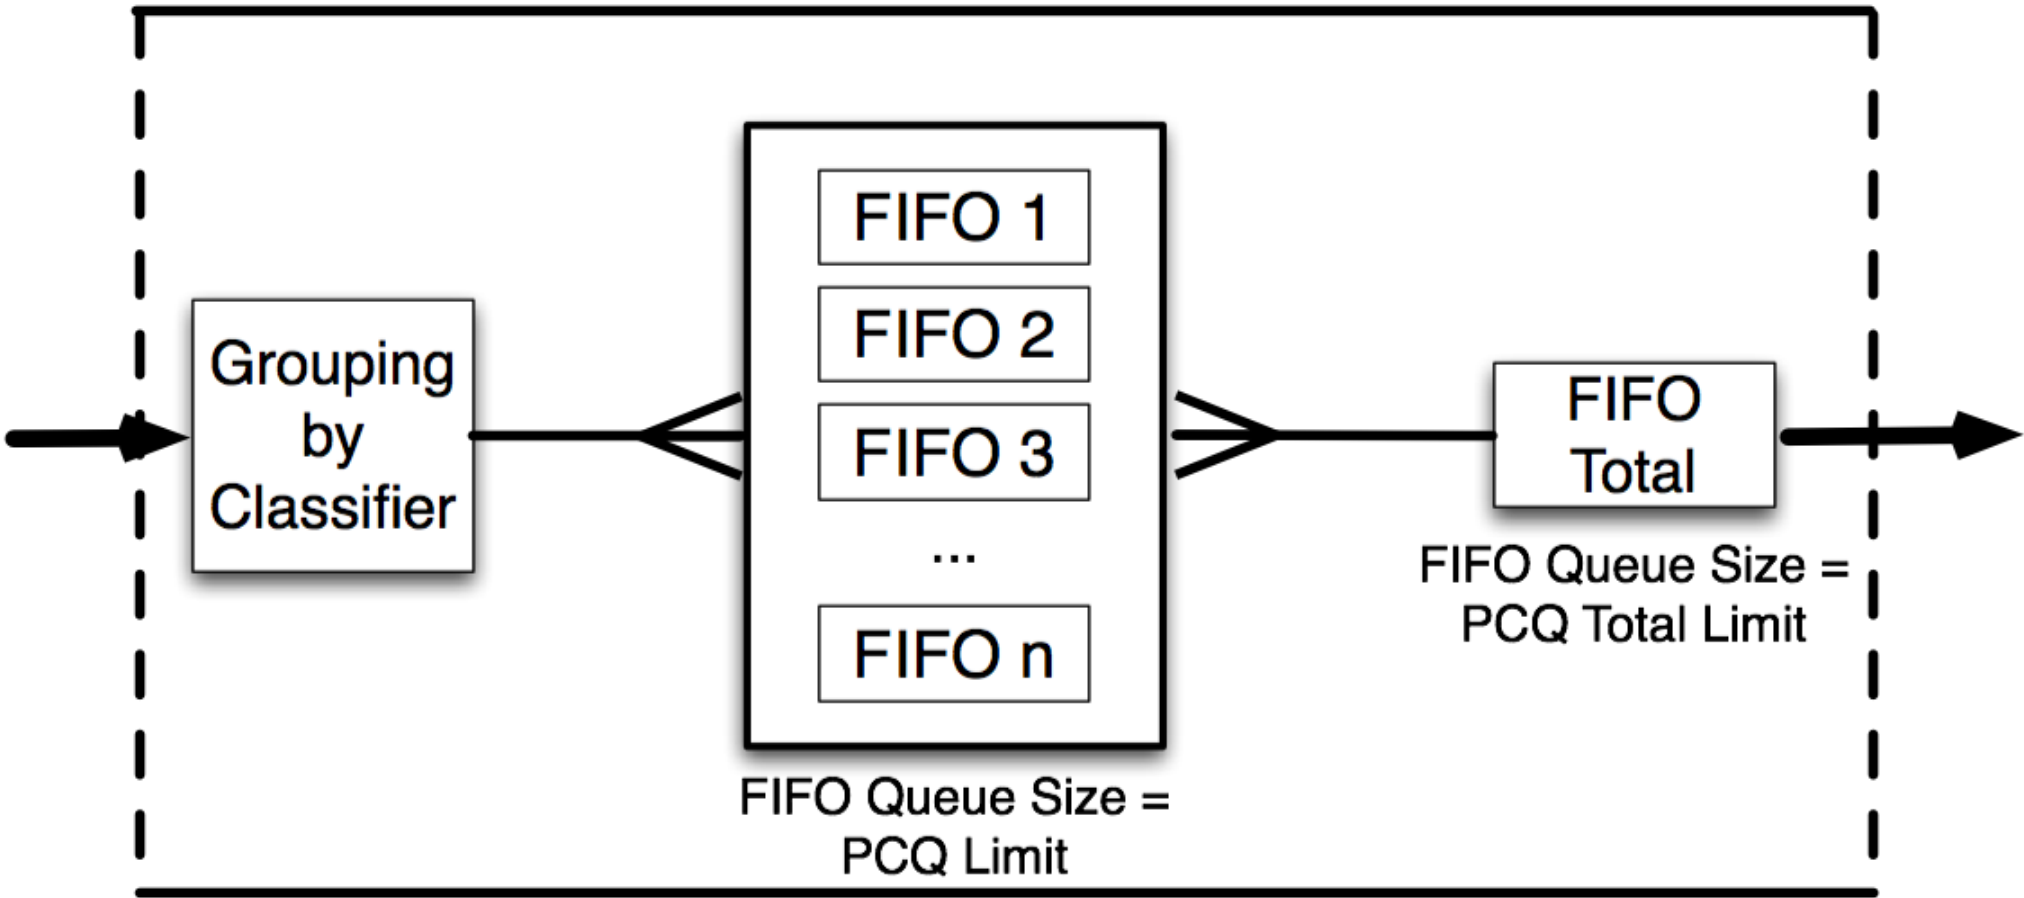 Grouping
by
Classifier
FIFO 1
FIFO 2
FIFO 3
...
FIFO n
FIFO Queue Size =
PCQ Limit
FIFO
Total
FIFO Queue Size =
PCQ Total Limit